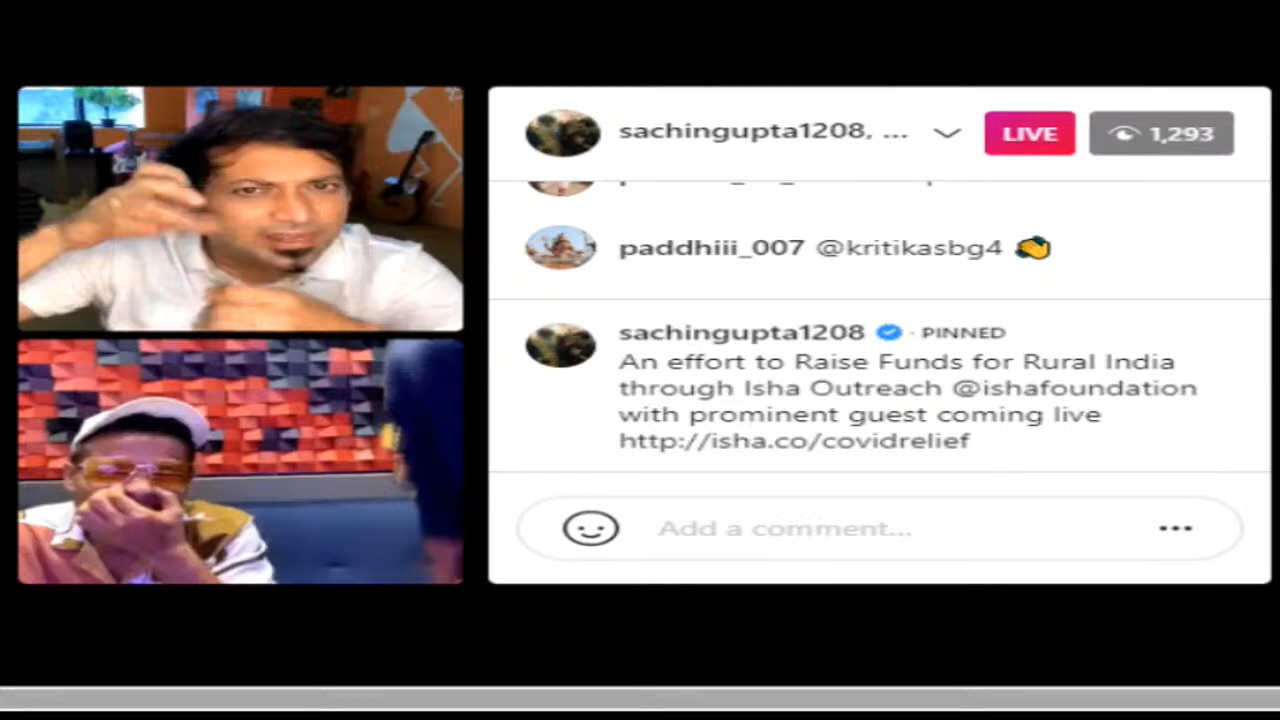 sachingupta1208, ...
LIVE
1,293
paddhiii_007 @kritikasbg4 👏
sachingupta1208 · PINNED
An effort to Raise Funds for Rural India
through Isha Outreach @ishafoundation
with prominent guest coming live
http://isha.co/covidrelief
Add a comment...